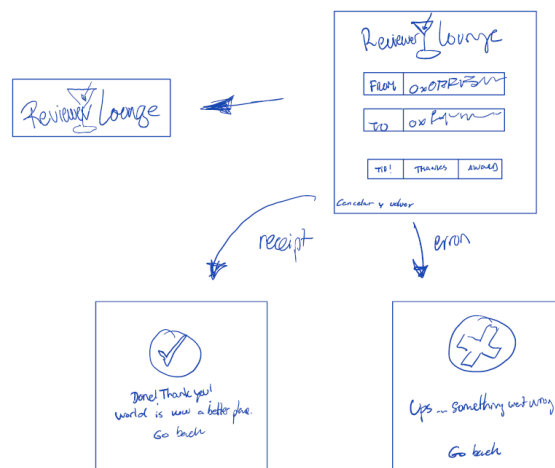 Reviewer Lounge
Reviewer Lounge
FROM
TO
TIP!
THANKS
AWARD
Cancelar y volver
receipt
error
Done! Thank you!
world is now a better place.
Go back
Ups... something went wrong
Go back